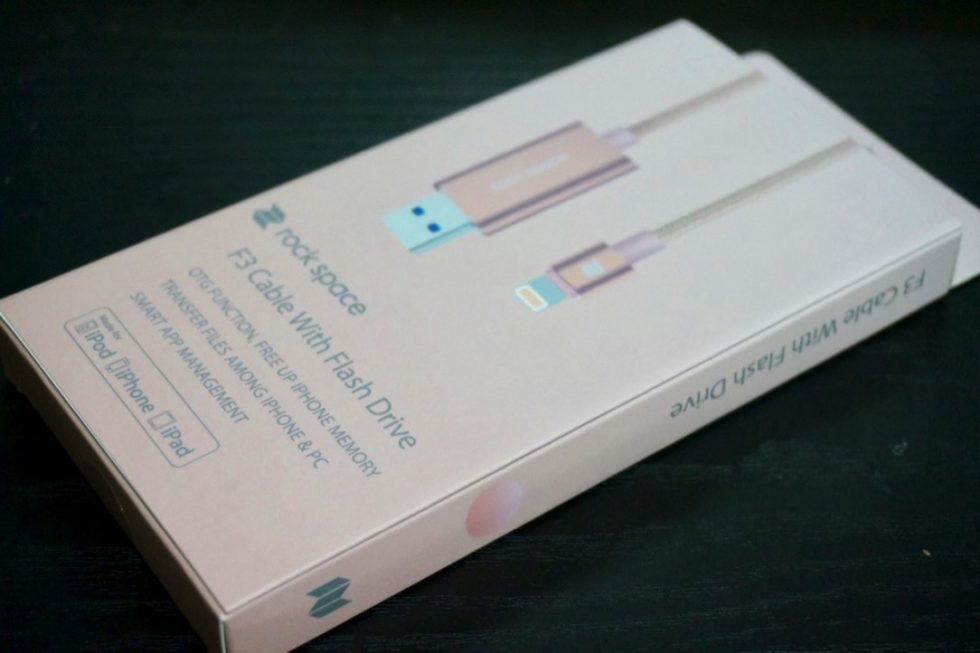 rock space
F3 Cable With Flash Drive
OTG FUNCTION, FREE UP IPHONE MEMORY
TRANSFER FILES AMONG IPHONE & PC
SMART APP MANAGEMENT
Made for
iPod iPhone iPad
F3 Cable With Flash Drive